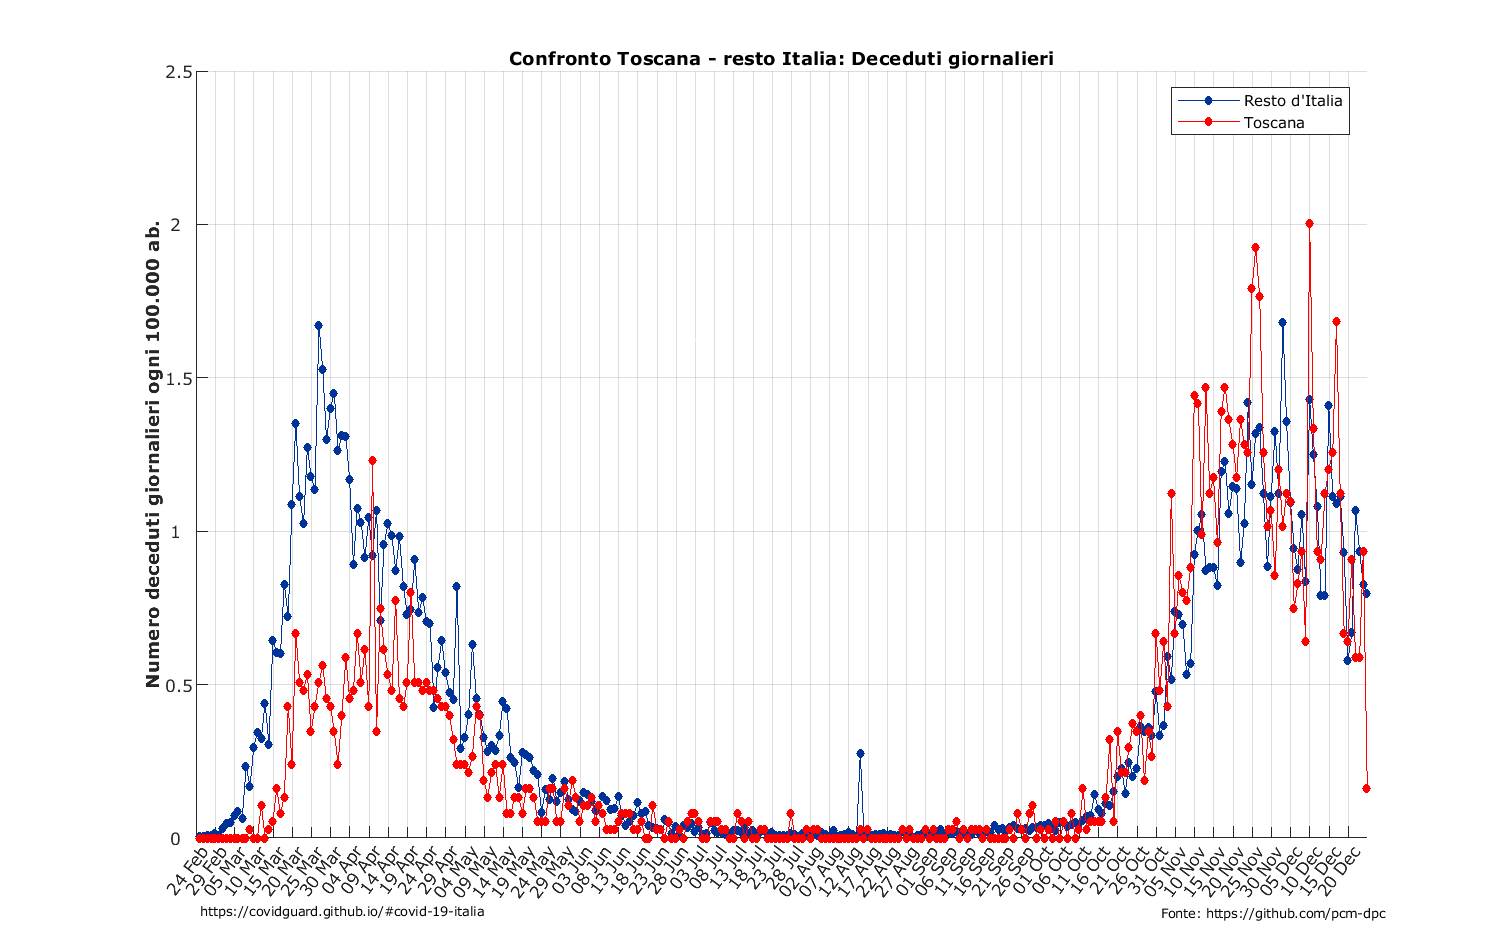 Confronto Toscana - resto Italia: Deceduti giornalieri
Numero deceduti giornalieri ogni 100.000 ab.
2.5
2
1.5
1
0.5
0
Resto d'Italia
Toscana
24 Feb
29 Feb
05 Mar
10 Mar
15 Mar
20 Mar
25 Mar
30 Mar
04 Apr
09 Apr
14 Apr
19 Apr
24 Apr
29 Apr
04 May
09 May
14 May
19 May
24 May
29 May
03 Jun
08 Jun
13 Jun
18 Jun
23 Jun
28 Jun
03 Jul
08 Jul
13 Jul
18 Jul
23 Jul
28 Jul
02 Aug
07 Aug
12 Aug
17 Aug
22 Aug
27 Aug
01 Sep
06 Sep
11 Sep
16 Sep
21 Sep
26 Sep
01 Oct
06 Oct
11 Oct
16 Oct
21 Oct
26 Oct
31 Oct
05 Nov
10 Nov
15 Nov
20 Nov
25 Nov
30 Nov
05 Dec
10 Dec
15 Dec
20 Dec
https://covidguard.github.io/#covid-19-italia
Fonte: https://github.com/pcm-dpc